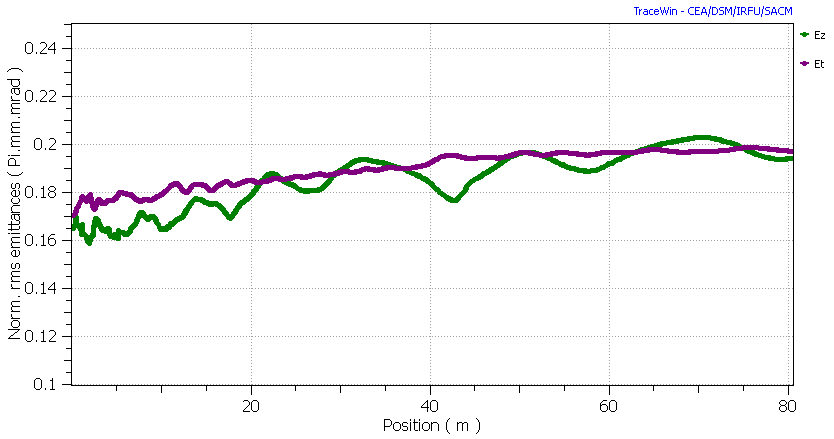 TraceWin - CEA/DSM/IRFU/SACM
Ez
Et
Norm. rms emittances ( Pi.mm.mrad )
0.24
0.22
0.2
0.18
0.16
0.14
0.12
0.1
20
40
60
80
Position ( m )